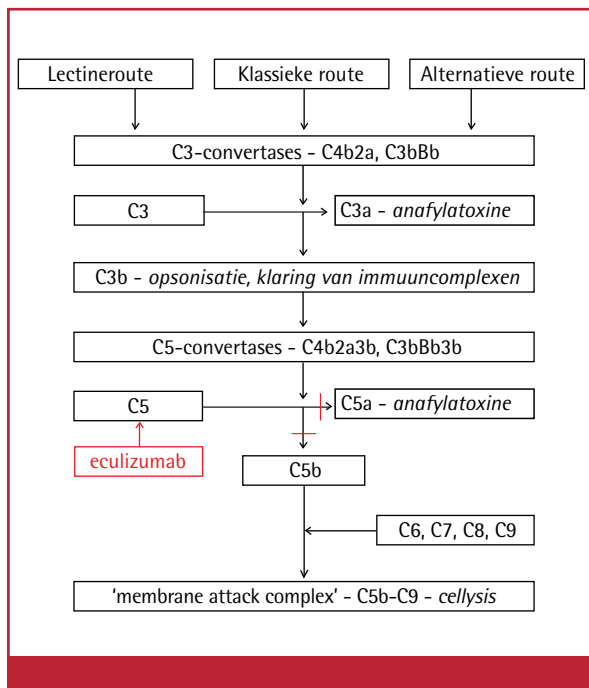 Lectineroute
Klassieke route
Alternatieve route
C3-convertases - C4b2a, C3bBb
C3
C3a - anafylatoxine
C3b - opsonisatie, klaring van immuuncomplexen
C5-convertases - C4b2a3b, C3bBb3b
C5
C5a - anafylatoxine
eculizumab
C5b
C6, C7, C8, C9
‘membrane attack complex’ - C5b-C9 - cellysis